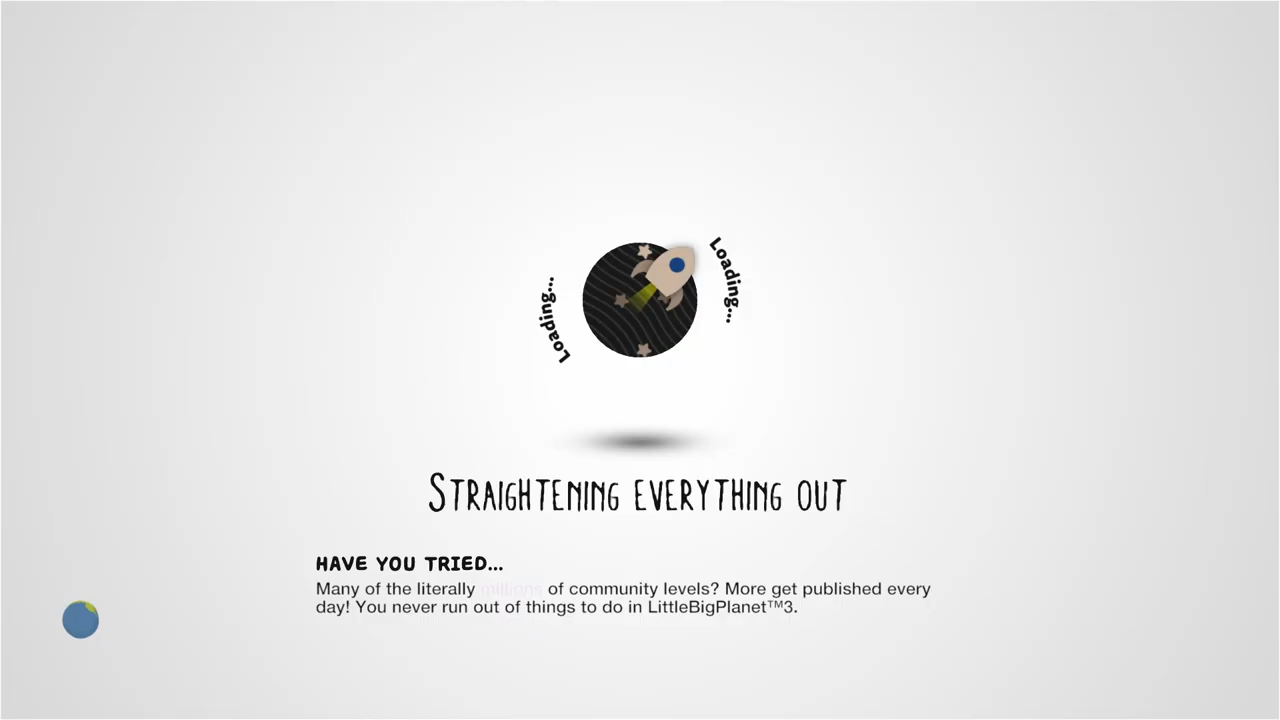 Loading...
Loading...
STRAIGHTENING EVERYTHING OUT
HAVE YOU TRIED...
Many of the literally millions of community levels? More get published every
day! You never run out of things to do in LittleBigPlanet™3.